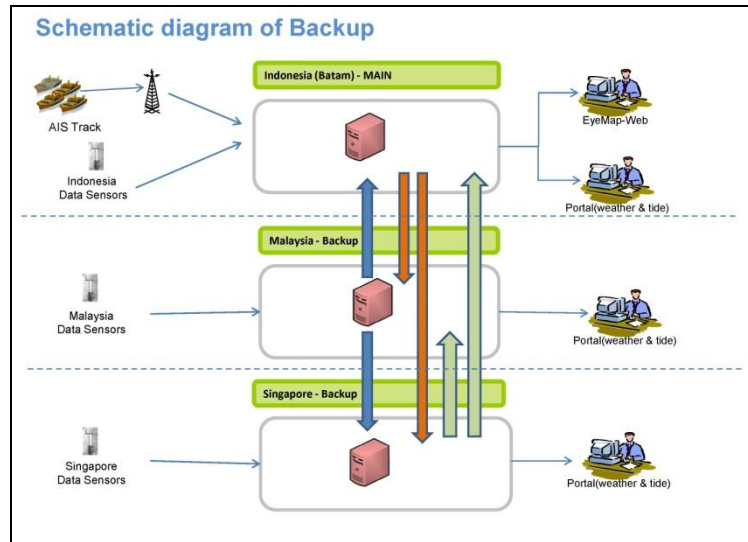 Schematic diagram of Backup
Indonesia (Batam) - MAIN
AIS Track
EyeMap-Web
Indonesia
Data Sensors
Portal(weather & tide)
Malaysia - Backup
Malaysia
Data Sensors
Portal(weather & tide)
Singapore - Backup
Singapore
Data Sensors
Portal(weather & tide)